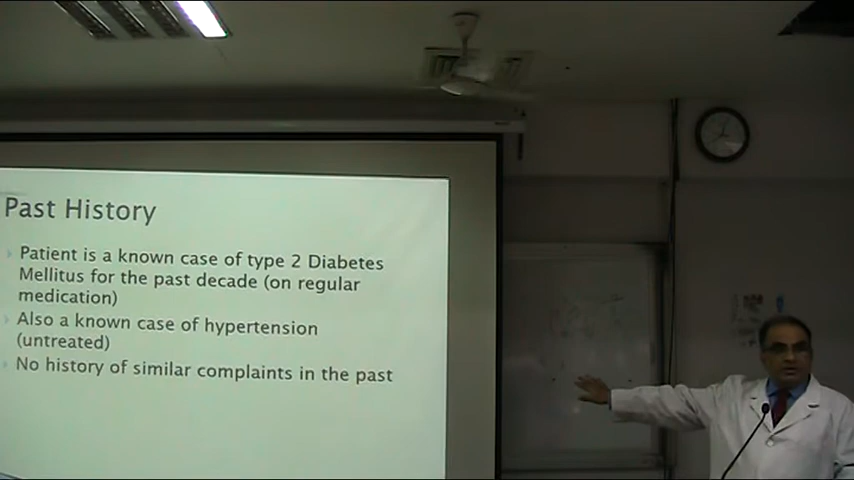 Past History
Patient is a known case of type 2 Diabetes
Mellitus for the past decade (on regular
medication)
Also a known case of hypertension
(untreated)
No history of similar complaints in the past